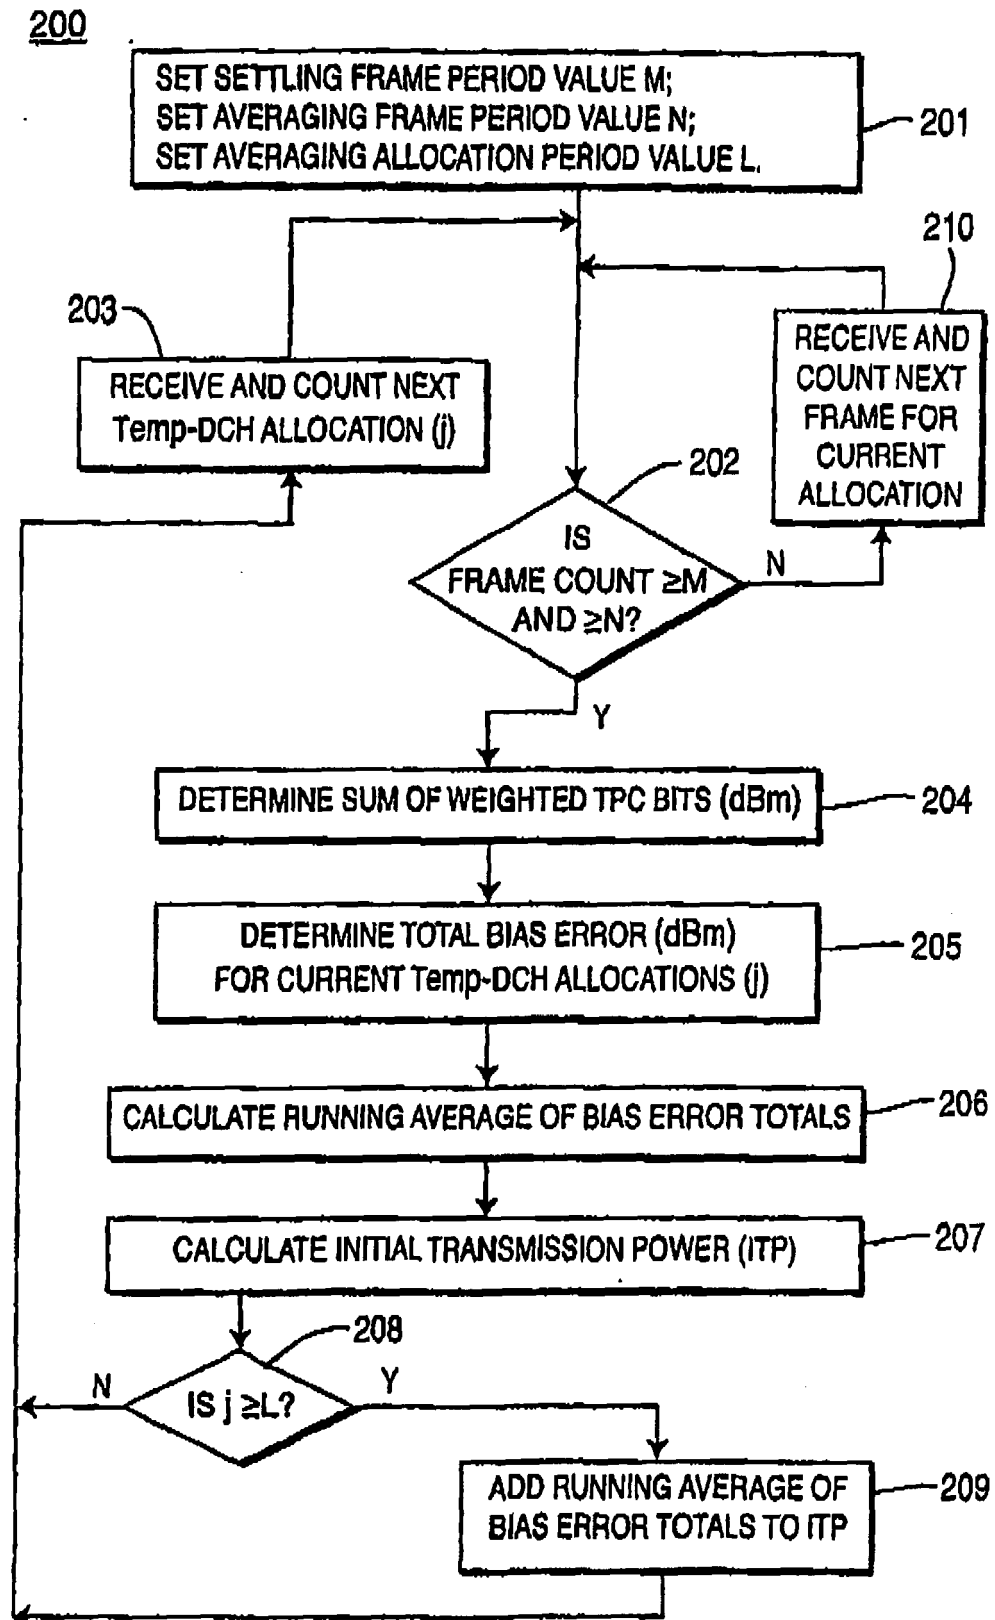 200
SET SETTLING FRAME PERIOD VALUE M;
SET AVERAGING FRAME PERIOD VALUE N;
SET AVERAGING ALLOCATION PERIOD VALUE L.
201
210
203
RECEIVE AND COUNT NEXT
Temp-DCH ALLOCATION (j)
RECEIVE AND
COUNT NEXT
FRAME FOR
CURRENT
ALLOCATION
202
IS
FRAME COUNT ≧M
AND ≧N?
N
Y
DETERMINE SUM OF WEIGHTED TPC BITS (dBm)
204
DETERMINE TOTAL BIAS ERROR (dBm)
FOR CURRENT Temp-DCH ALLOCATIONS (j)
205
CALCULATE RUNNING AVERAGE OF BIAS ERROR TOTALS
206
CALCULATE INITIAL TRANSMISSION POWER (ITP)
207
208
IS j ≧L?
N
Y
ADD RUNNING AVERAGE OF
BIAS ERROR TOTALS TO ITP
209